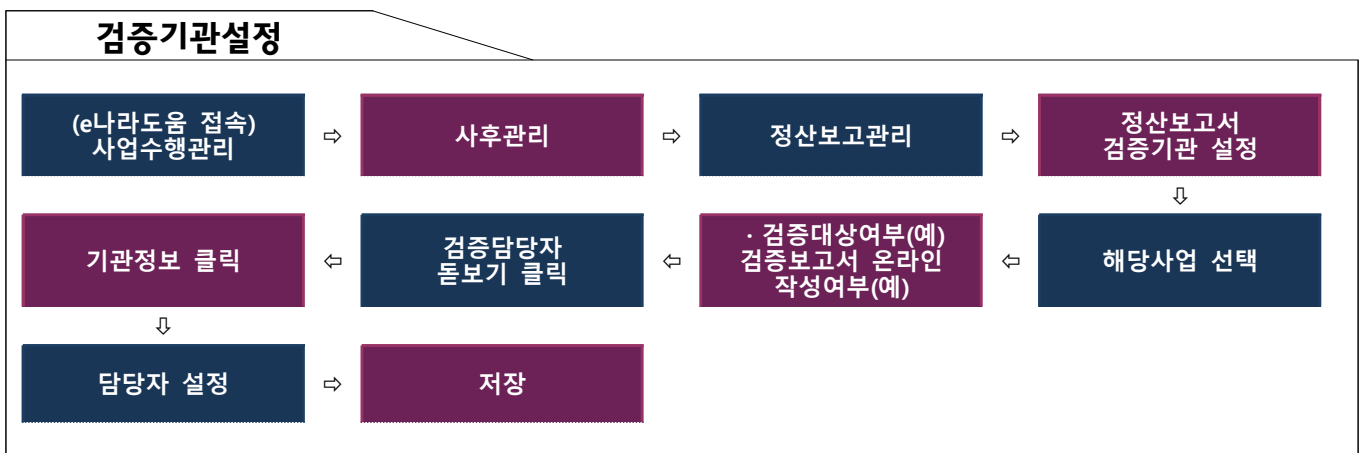 검증기관설정
(e나라도움 접속)
사업수행관리
⇨
사후관리
⇨
정산보고관리
⇨
정산보고서
검증기관 설정
⇩
해당사업 선택
⇦
· 검증대상여부(예)
검증보고서 온라인
작성여부(예)
⇦
검증담당자
돋보기 클릭
⇦
기관정보 클릭
⇩
담당자 설정
⇨
저장